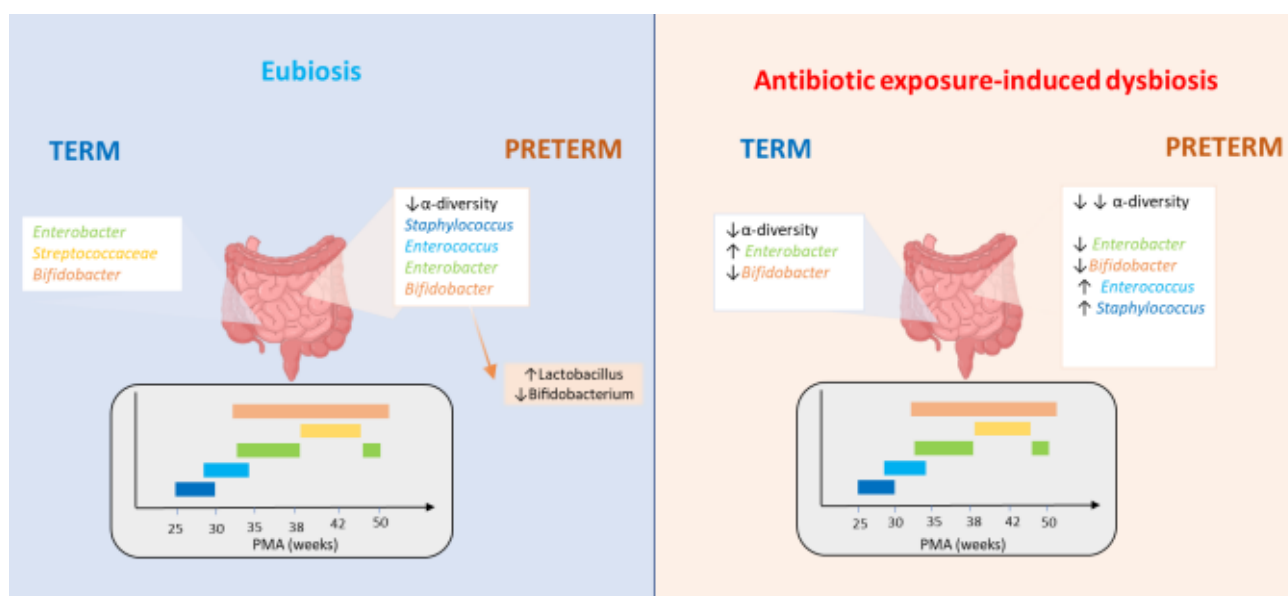 Eubiosis
TERM
PRETERM
Enterobacter
Streptococcaceae
Bifidobacter
↓α-diversity
Staphylococcus
Enterococcus
Enterobacter
Bifidobacter
↑Lactobacillus
↓Bifidobacterium
25 30 35 38 42 50
PMA (weeks)
Antibiotic exposure-induced dysbiosis
TERM
PRETERM
↓α-diversity
↑ Enterobacter
↓Bifidobacter
↓ ↓ α-diversity
↓ Enterobacter
↓Bifidobacter
↑ Enterococcus
↑ Staphylococcus
25 30 35 38 42 50
PMA (weeks)